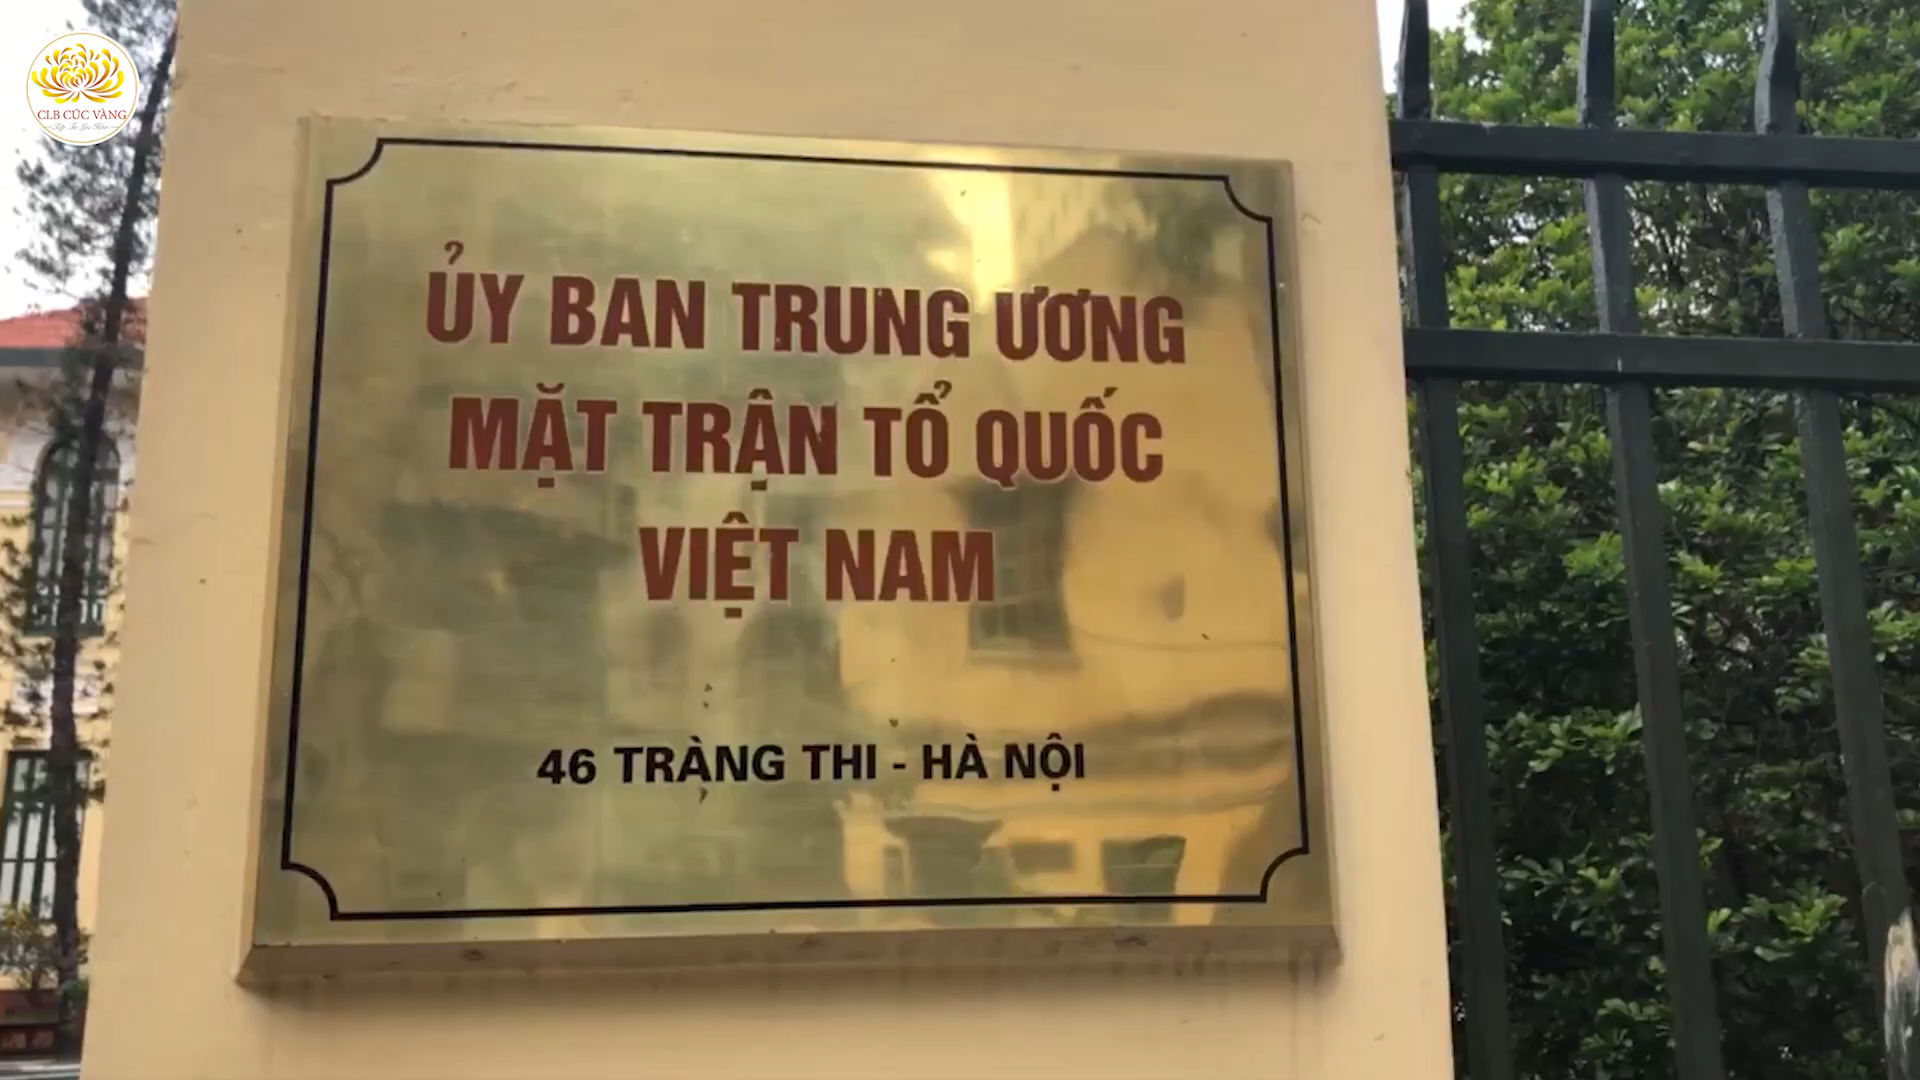 CLB CÚC VÀNG
ỦY BAN TRUNG ƯƠNG
MẶT TRẬN TỔ QUỐC
VIỆT NAM
46 TRÀNG THI - HÀ NỘI